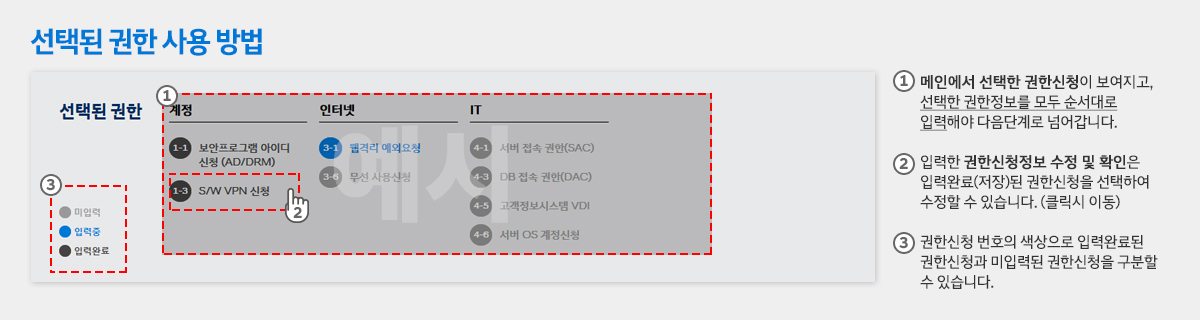 선택된 권한 사용 방법
선택된 권한
1
계정
1-1 보안프로그램 아이디
신청 (AD/DRM)
1-3 S/W VPN 신청
2
인터넷
3-1 망격리 예외요청
3-6 무선 사용신청
IT
4-1 서버 접속 권한(SAC)
4-3 DB 접속 권한(DAC)
4-5 고객정보시스템 VDI
4-6 서버 OS 계정신청
예시
3
미입력
입력중
입력완료
1 메인에서 선택한 권한신청이 보여지고,
선택한 권한정보를 모두 순서대로
입력해야 다음단계로 넘어갑니다.
2 입력한 권한신청정보 수정 및 확인은
입력완료(저장)된 권한신청을 선택하여
수정할 수 있습니다. (클릭시 이동)
3 권한신청 번호의 색상으로 입력완료된
권한신청과 미입력된 권한신청을 구분할
수 있습니다.